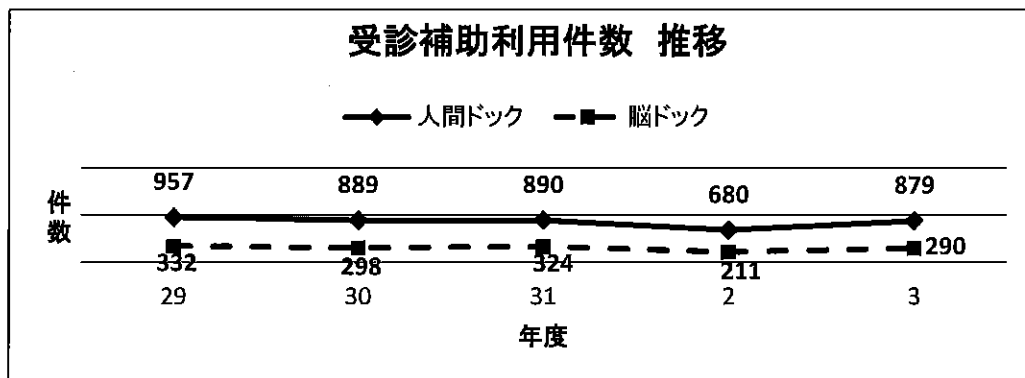 受診補助利用件数 推移
人間ドック 脳ドック
957 889 890 680 879
件数
332 298 324 211 290
29 30 31 2 3
年度